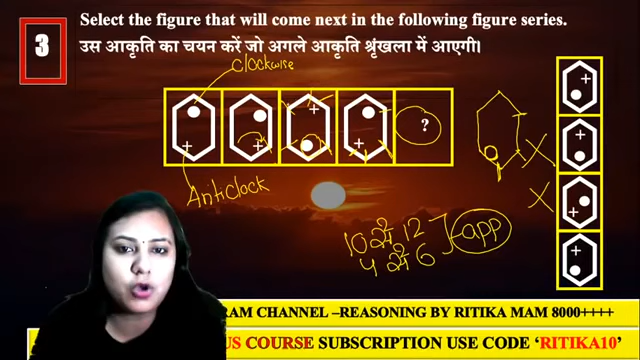 3
Select the figure that will come next in the following figure series.
उस आकृति का चयन करें जो अगले आकृति श्रृंखला में आएगी।
Clockwise
?
Anticlock
10 से 12
4 से 6
app
RAM CHANNEL –REASONING BY RITIKA MAM 8000++++
US COURSE SUBSCRIPTION USE CODE ‘RITIKA10’